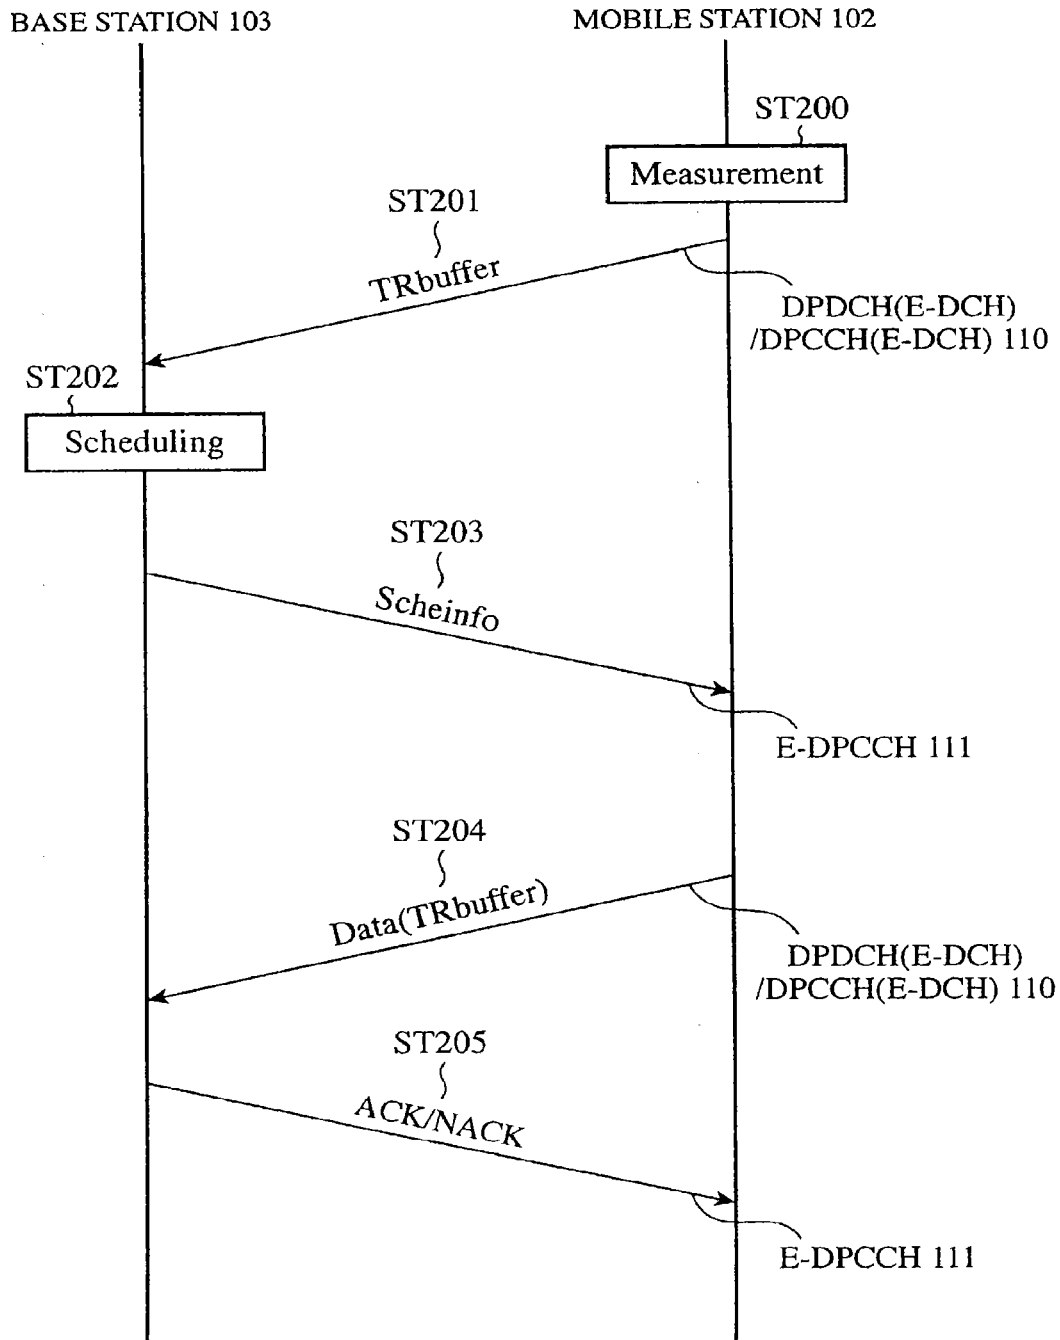 BASE STATION 103
MOBILE STATION 102
ST200
Measurement
ST201
TRbuffer
DPDCH(E-DCH)
/DPCCH(E-DCH) 110
ST202
Scheduling
ST203
Scheinfo
E-DPCCH 111
ST204
Data(TRbuffer)
DPDCH(E-DCH)
/DPCCH(E-DCH) 110
ST205
ACK/NACK
E-DPCCH 111